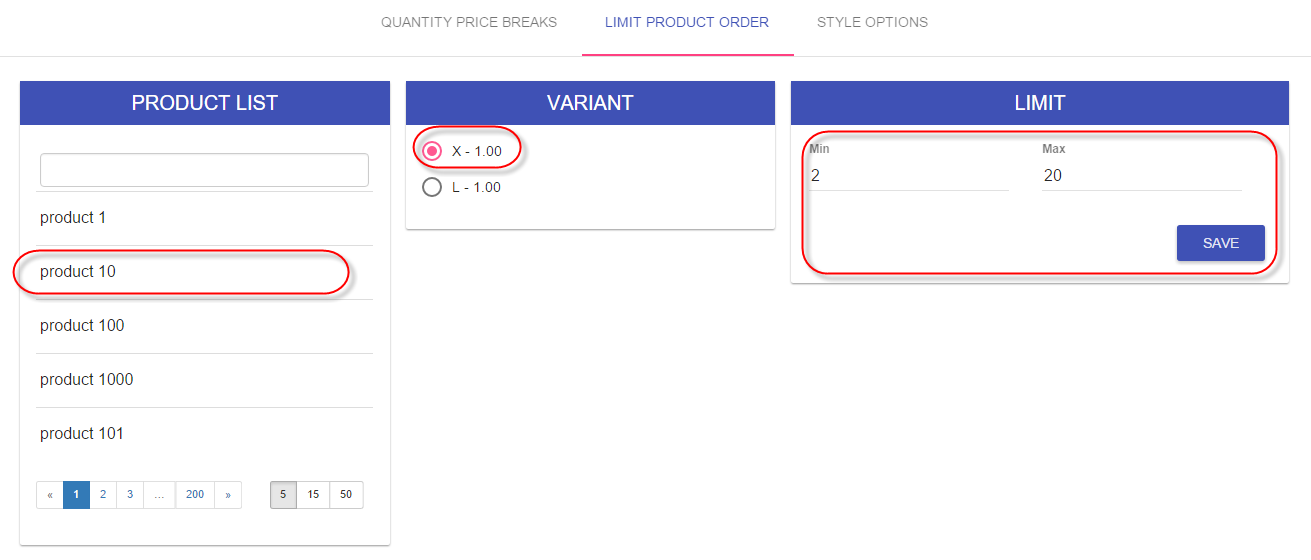 QUANTITY PRICE BREAKS LIMIT PRODUCT ORDER STYLE OPTIONS
PRODUCT LIST
product 1
product 10
product 100
product 1000
product 101
« 1 2 3 ... 200 » 5 15 50
VARIANT
X - 1.00
L - 1.00
LIMIT
Min Max
2 20
SAVE